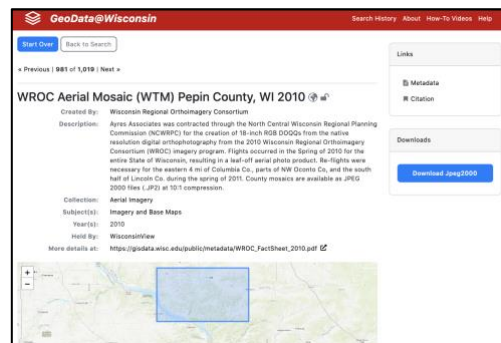 GeoData@Wisconsin
Search History About How-To Videos Help
Start Over Back to Search
« Previous | 981 of 1,019 | Next »
WROC Aerial Mosaic (WTM) Pepin County, WI 2010
Created By: Wisconsin Regional Orthoimagery Consortium
Description: Ayres Associates was contracted through the North Central Wisconsin Regional Planning
Commission (NCWRPC) for the creation of 18-inch RGB DOQQs from the native
resolution digital orthophotography from the 2010 Wisconsin Regional Orthoimagery
Consortium (WROC) imagery program. Flights occurred in the Spring of 2010 for the
entire State of Wisconsin, resulting in a leaf-off aerial photo product. Re-flights were
necessary for the eastern 4 mi of Columbia Co., parts of NW Oconto Co, and the south
half of Lincoln Co. during the spring of 2011. County mosaics are available as JPEG
2000 files (.JP2) at 10:1 compression.
Collection: Aerial Imagery
Subject(s): Imagery and Base Maps
Year(s): 2010
Held By: WisconsinView
More details at: https://gisdata.wisc.edu/public/metadata/WROC_FactSheet_2010.pdf
+
−
Links
Metadata
Citation
Downloads
Download Jpeg2000